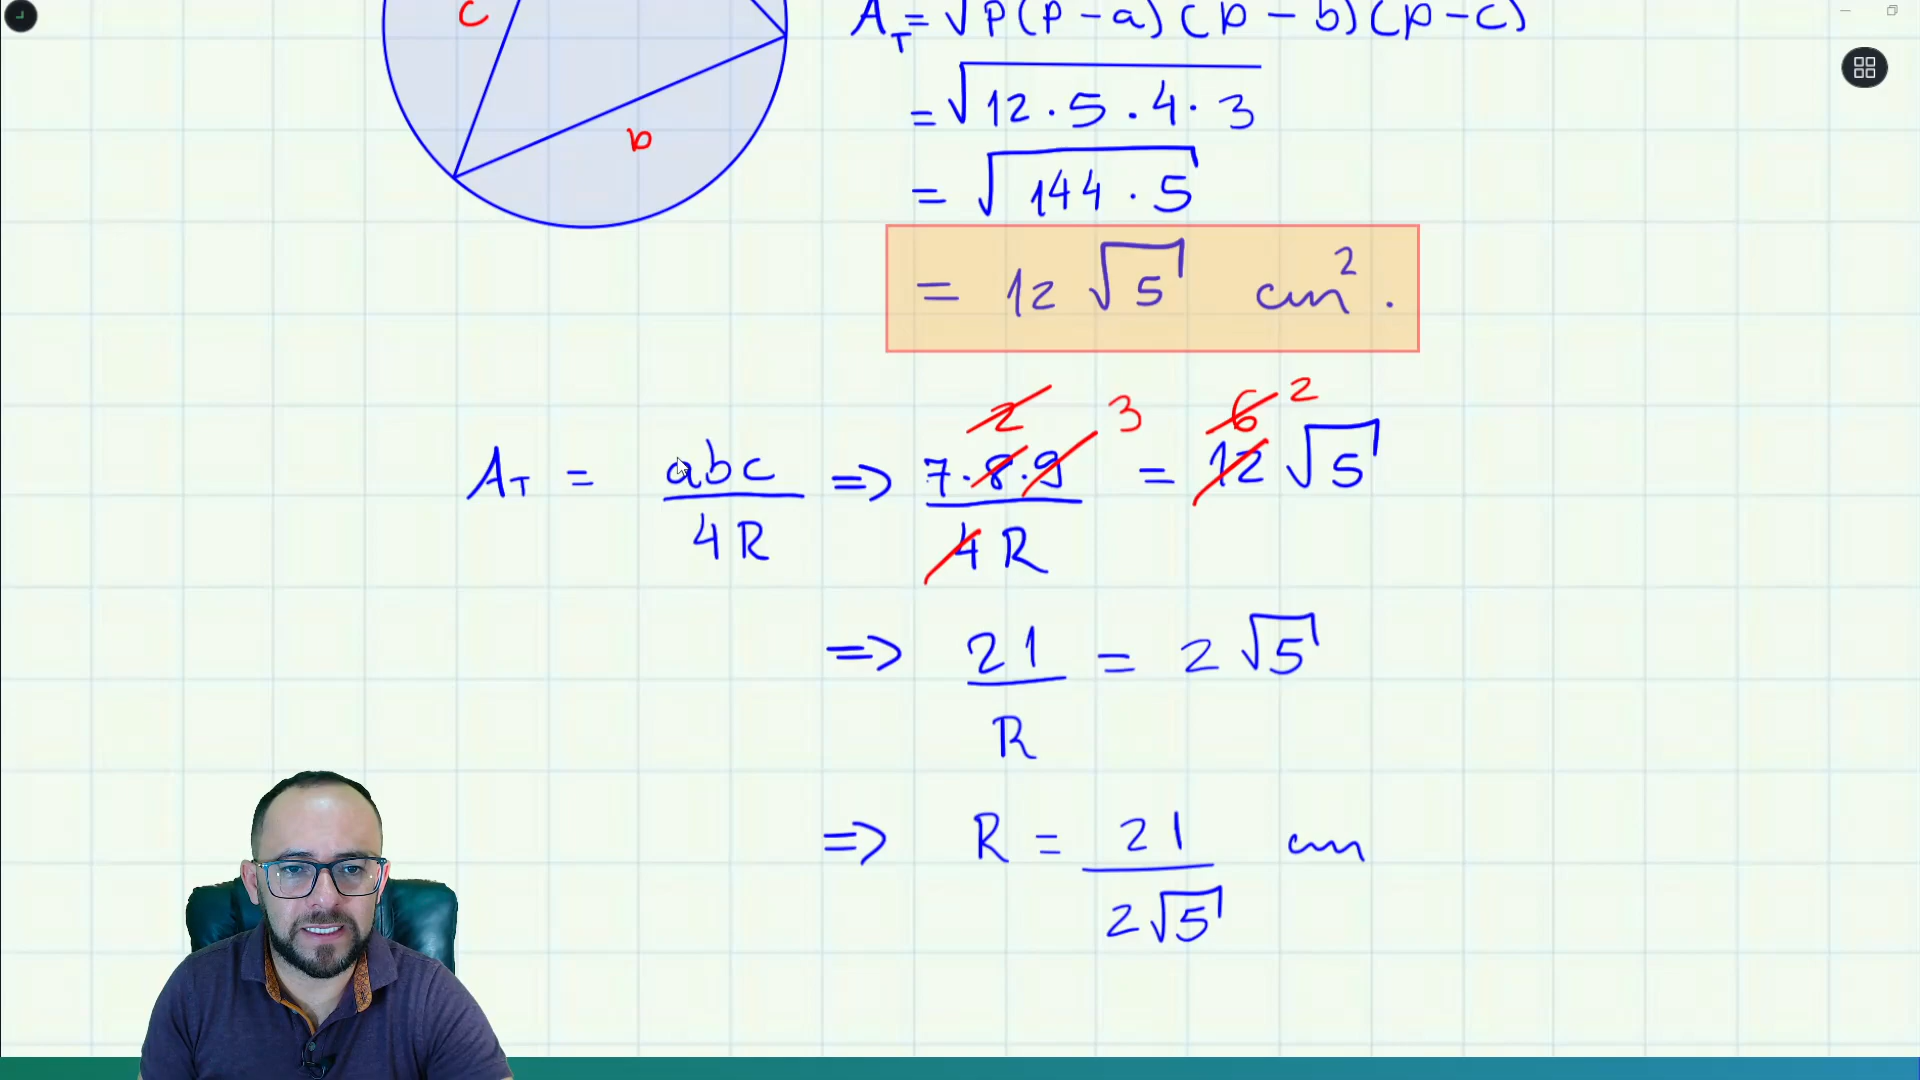 c
A_T = √p(p-a)(p-b)(p-c)
= √12·5·4·3
b
= √144·5
= 12√5 cm².
2 3 6 2
A_T = abc/4R => 7·8·9/4R = 12√5
=> 21/R = 2√5
=> R = 21/2√5 cm